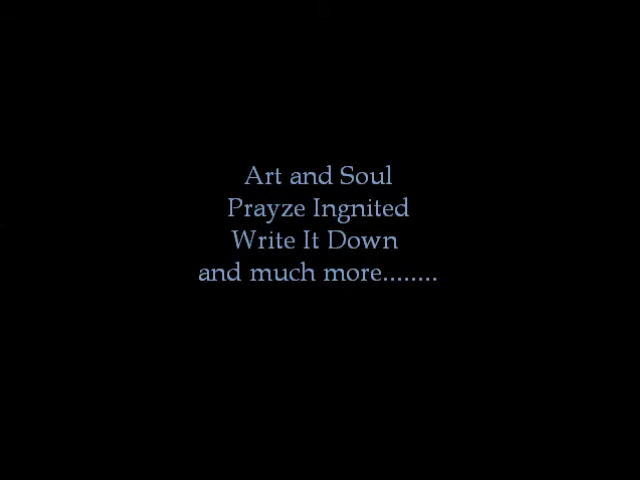 Art and Soul
Prayze Ingnited
Write It Down
and much more........